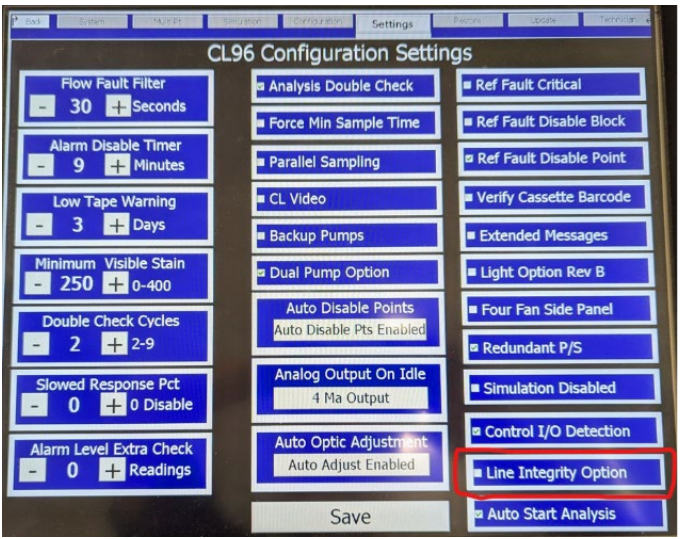 Back System Multi Pt Simulation Configuration Settings Restore Update Technician
CL96 Configuration Settings
Flow Fault Filter
- 30 + Seconds
Alarm Disable Timer
- 9 + Minutes
Low Tape Warning
- 3 + Days
Minimum Visible Stain
- 250 + 0-400
Double Check Cycles
- 2 + 2-9
Slowed Response Pct
- 0 + 0 Disable
Alarm Level Extra Check
- 0 + Readings
Analysis Double Check
Force Min Sample Time
Parallel Sampling
CL Video
Backup Pumps
Dual Pump Option
Auto Disable Points
Auto Disable Pts Enabled
Analog Output On Idle
4 Ma Output
Auto Optic Adjustment
Auto Adjust Enabled
Save
Ref Fault Critical
Ref Fault Disable Block
Ref Fault Disable Point
Verify Cassette Barcode
Extended Messages
Light Option Rev B
Four Fan Side Panel
Redundant P/S
Simulation Disabled
Control I/O Detection
Line Integrity Option
Auto Start Analysis